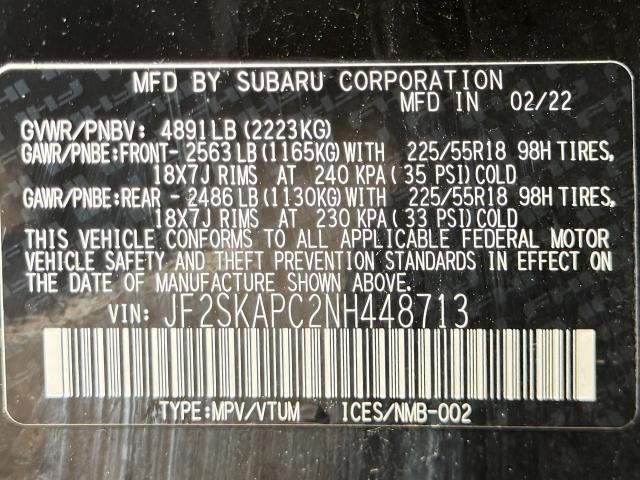 MFD BY SUBARU CORPORATION
MFD IN 02/22
GVWR/PNBV: 4891LB (2223KG)
GAWR/PNBE:FRONT- 2563LB (1165KG)WITH 225/55R18 98H TIRES,
18X7J RIMS AT 240 KPA( 35 PSI)COLD
GAWR/PNBE:REAR - 2486LB (1130KG)WITH 225/55R18 98H TIRES,
18X7J RIMS AT 230 KPA( 33 PSI)COLD
THIS VEHICLE CONFORMS TO ALL APPLICABLE FEDERAL MOTOR
VEHICLE SAFETY AND THEFT PREVENTION STANDARDS IN EFFECT ON
THE DATE OF MANUFACTURE SHOWN ABOVE.
VIN: JF2SKAPC2NH448713
TYPE:MPV/VTUM ICES/NMB-002